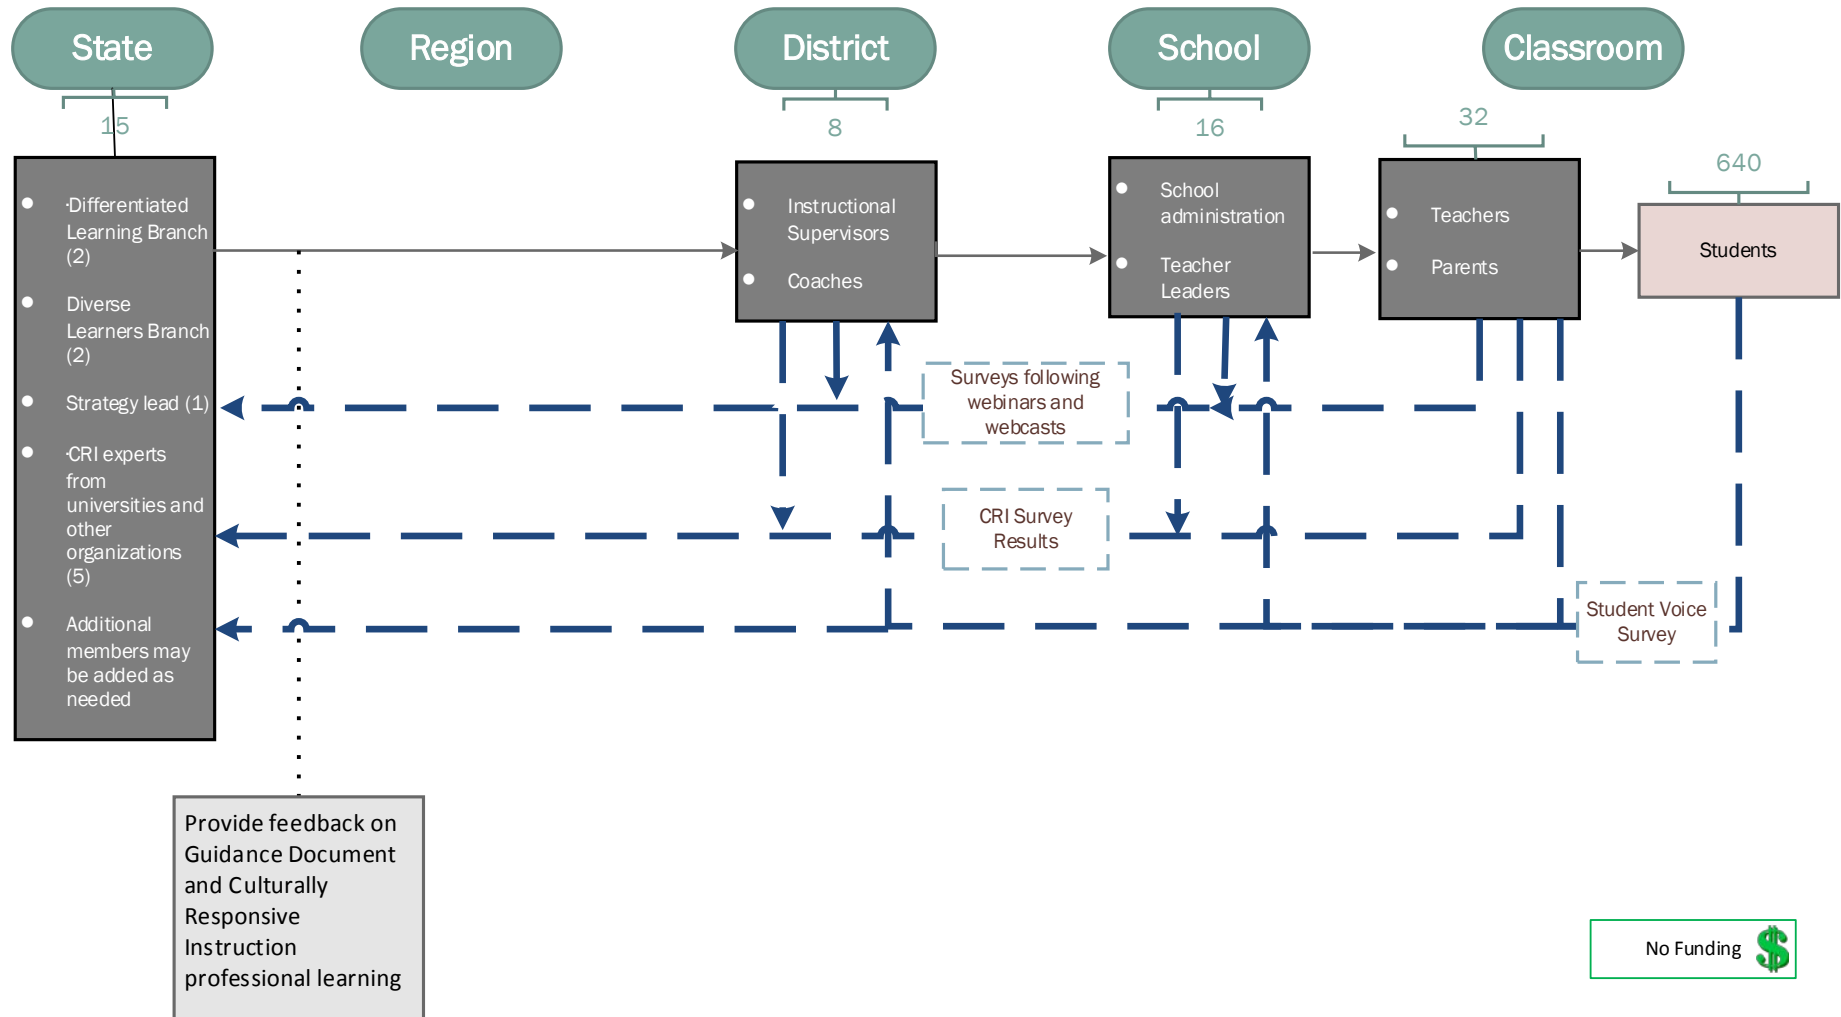 State
Region
District
School
Classroom
15
8
16
32
640
·Differentiated
Learning Branch
(2)
Diverse
Learners Branch
(2)
Strategy lead (1)
·CRI experts
from
universities and
other
organizations
(5)
Additional
members may
be added as
needed
Instructional
Supervisors
Coaches
School
administration
Teacher
Leaders
Teachers
Parents
Students
Surveys following
webinars and
webcasts
CRI Survey
Results
Student Voice
Survey
Provide feedback on
Guidance Document
and Culturally
Responsive
Instruction
professional learning
No Funding $